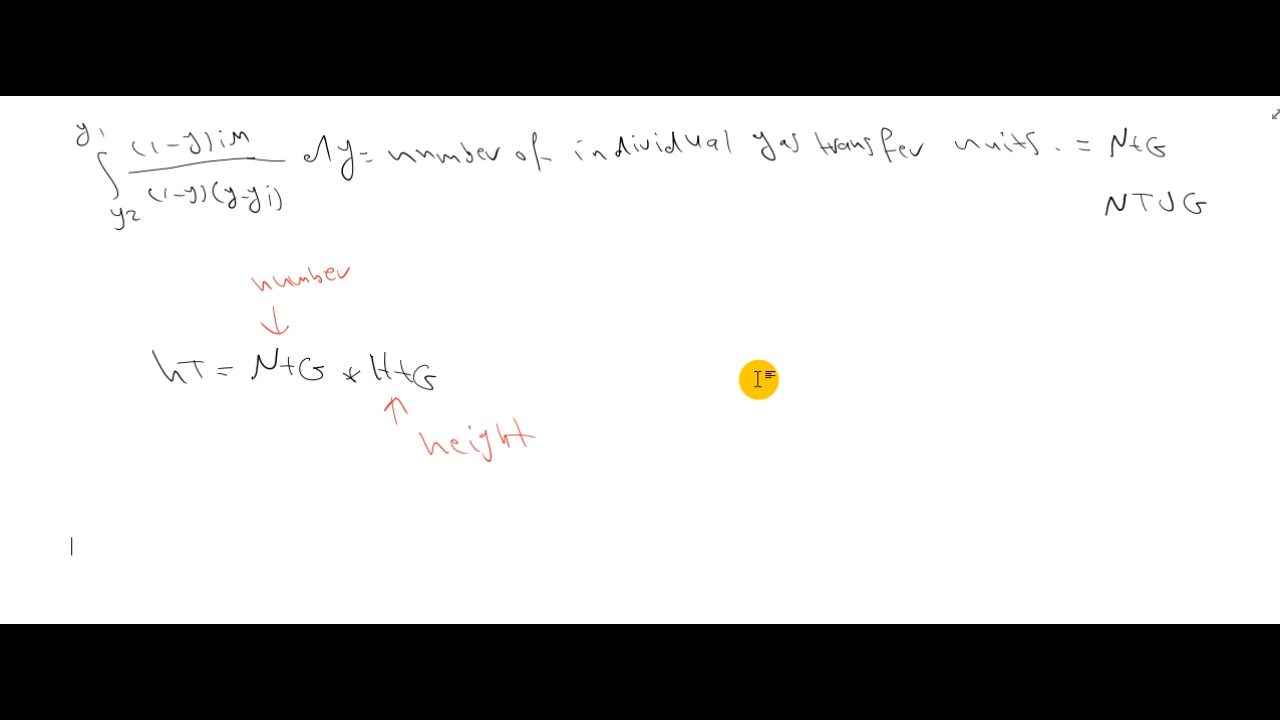 y1
∫ (1-y)iM / (1-y)(y-yi) dy = number of individual gas transfer units. = NtG
y2
NTUG
number
↓
hT = NtG * HtG
↑
height